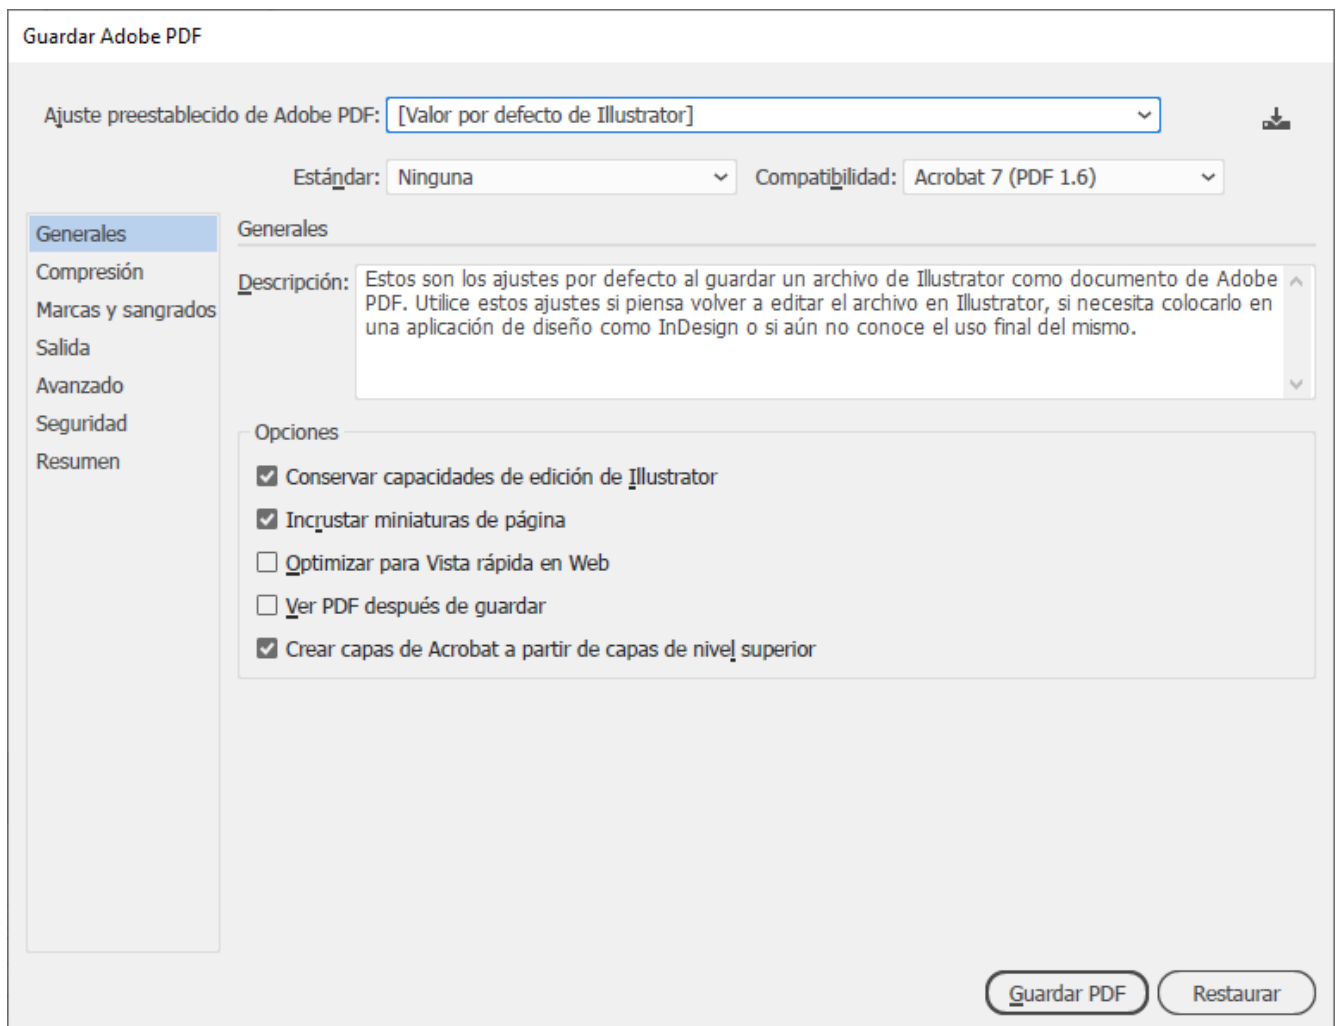 Guardar Adobe PDF
Ajuste preestablecido de Adobe PDF: [Valor por defecto de Illustrator]
Estándar: Ninguna Compatibilidad: Acrobat 7 (PDF 1.6)
Generales
Compresión
Marcas y sangrados
Salida
Avanzado
Seguridad
Resumen
Generales
Descripción: Estos son los ajustes por defecto al guardar un archivo de Illustrator como documento de Adobe
PDF. Utilice estos ajustes si piensa volver a editar el archivo en Illustrator, si necesita colocarlo en
una aplicación de diseño como InDesign o si aún no conoce el uso final del mismo.
Opciones
Conservar capacidades de edición de Illustrator
Incrustar miniaturas de página
Optimizar para Vista rápida en Web
Ver PDF después de guardar
Crear capas de Acrobat a partir de capas de nivel superior
Guardar PDF Restaurar